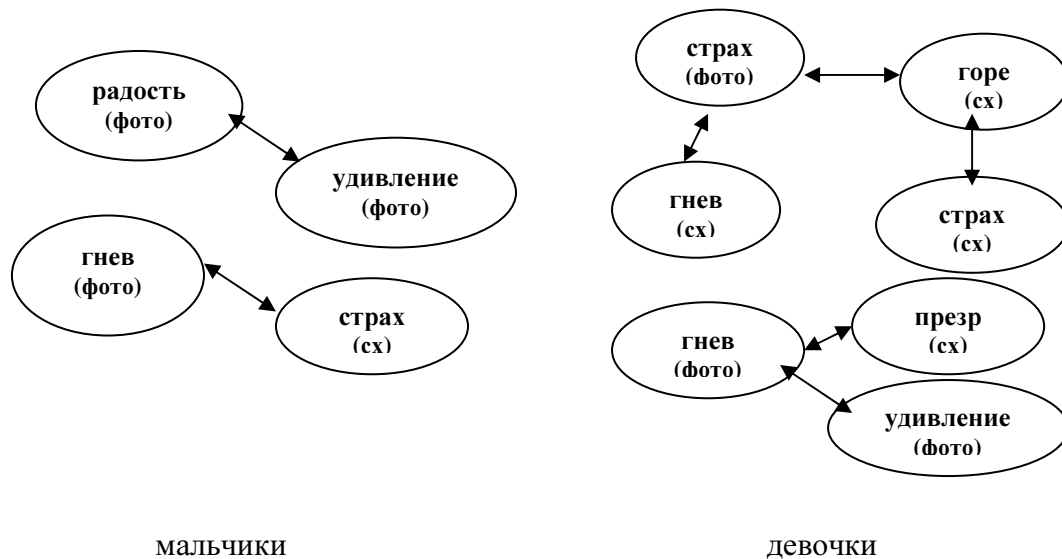 радость
(фото)
удивление
(фото)
гнев
(фото)
страх
(сх)
мальчики
страх
(фото)
горе
(сх)
гнев
(сх)
страх
(сх)
гнев
(фото)
презр
(сх)
удивление
(фото)
девочки